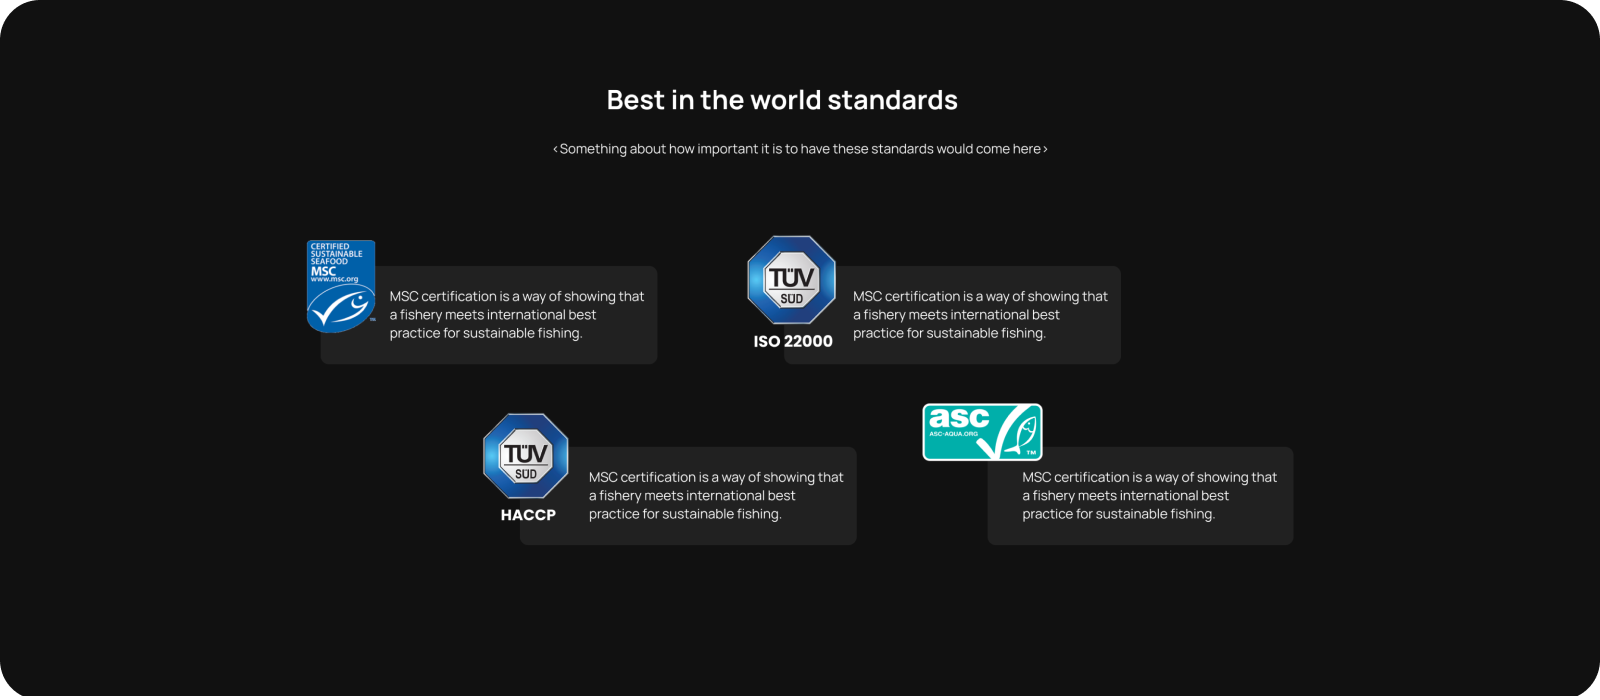 Best in the world standards
<Something about how important it is to have these standards would come here>
CERTIFIED
SUSTAINABLE
SEAFOOD
MSC
www.msc.org
TM
MSC certification is a way of showing that
a fishery meets international best
practice for sustainable fishing.
TÜV
SÜD
ISO 22000
MSC certification is a way of showing that
a fishery meets international best
practice for sustainable fishing.
TÜV
SÜD
HACCP
MSC certification is a way of showing that
a fishery meets international best
practice for sustainable fishing.
asc
ASC-AQUA.ORG
TM
MSC certification is a way of showing that
a fishery meets international best
practice for sustainable fishing.